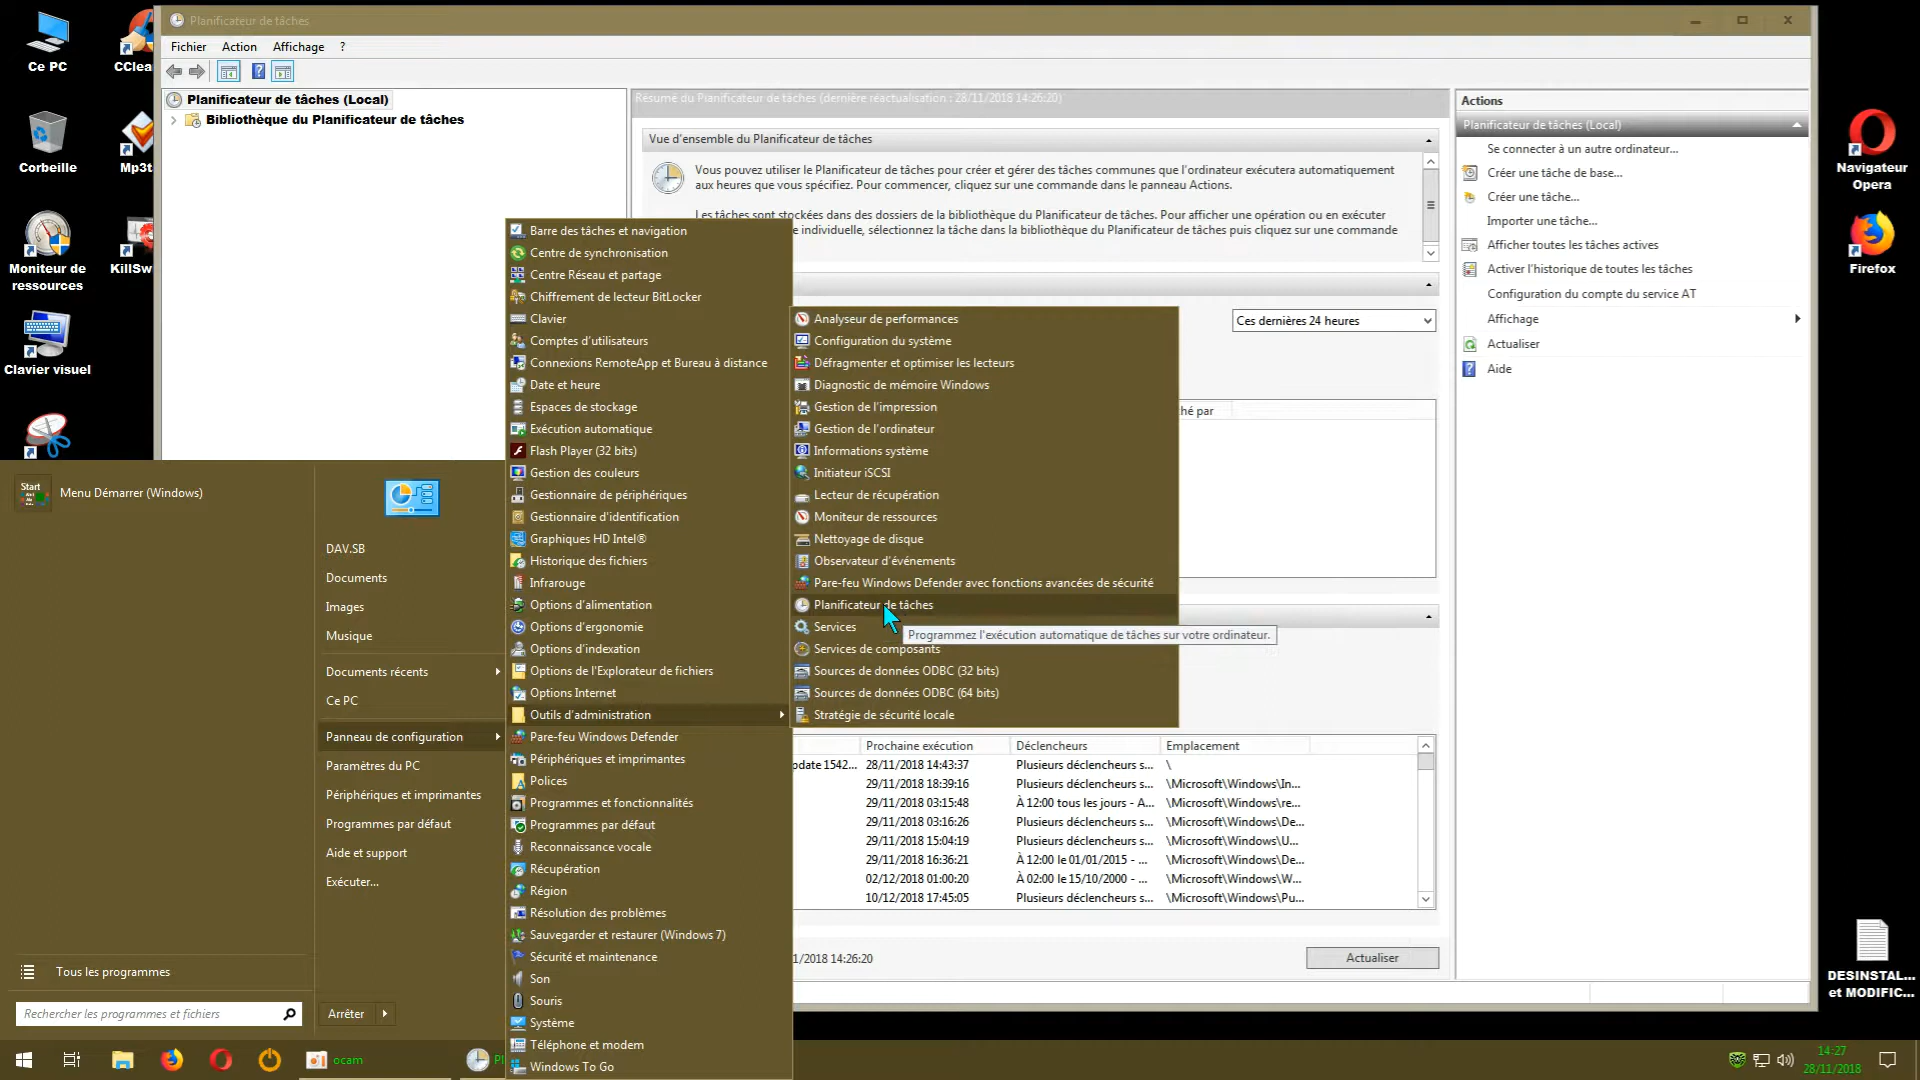 Ce PC
CClea
Corbeille
Mp3t
Moniteur de
ressources
KillSw
Clavier visuel
Planificateur de tâches
Fichier Action Affichage ?
Planificateur de tâches (Local)
Bibliothèque du Planificateur de tâches
Résumé du Planificateur de tâches (dernière réactualisation : 28/11/2018 14:26:20)
Vue d'ensemble du Planificateur de tâches
Vous pouvez utiliser le Planificateur de tâches pour créer et gérer des tâches communes que l'ordinateur exécutera automatiquement
aux heures que vous spécifiez. Pour commencer, cliquez sur une commande dans le panneau Actions.
Les tâches sont stockées dans des dossiers de la bibliothèque du Planificateur de tâches. Pour afficher une opération ou en exécuter
individuelle, sélectionnez la tâche dans la bibliothèque du Planificateur de tâches puis cliquez sur une commande
Ces dernières 24 heures
ché par
Prochaine exécution Déclencheurs Emplacement
pdate 1542... 28/11/2018 14:43:37 Plusieurs déclencheurs s... \
29/11/2018 18:39:16 Plusieurs déclencheurs s... \Microsoft\Windows\In...
29/11/2018 03:15:48 À 12:00 tous les jours - A... \Microsoft\Windows\re...
29/11/2018 03:16:26 Plusieurs déclencheurs s... \Microsoft\Windows\De...
29/11/2018 15:04:19 Plusieurs déclencheurs s... \Microsoft\Windows\U...
29/11/2018 16:36:21 À 12:00 le 01/01/2015 - ... \Microsoft\Windows\De...
02/12/2018 01:00:20 À 02:00 le 15/10/2000 - ... \Microsoft\Windows\W...
10/12/2018 17:45:05 Plusieurs déclencheurs s... \Microsoft\Windows\Pu...
1/2018 14:26:20
Actualiser
Actions
Planificateur de tâches (Local)
Se connecter à un autre ordinateur...
Créer une tâche de base...
Créer une tâche...
Importer une tâche...
Afficher toutes les tâches actives
Activer l'historique de toutes les tâches
Configuration du compte du service AT
Affichage
Actualiser
Aide
Navigateur
Opera
Firefox
DESINSTAL...
et MODIFIC...
Start
Menu Démarrer (Windows)
Tous les programmes
Rechercher les programmes et fichiers
DAV.SB
Documents
Images
Musique
Documents récents
Ce PC
Panneau de configuration
Paramètres du PC
Périphériques et imprimantes
Programmes par défaut
Aide et support
Exécuter...
Arrêter
Barre des tâches et navigation
Centre de synchronisation
Centre Réseau et partage
Chiffrement de lecteur BitLocker
Clavier
Comptes d'utilisateurs
Connexions RemoteApp et Bureau à distance
Date et heure
Espaces de stockage
Exécution automatique
Flash Player (32 bits)
Gestion des couleurs
Gestionnaire de périphériques
Gestionnaire d'identification
Graphiques HD Intel®
Historique des fichiers
Infrarouge
Options d'alimentation
Options d'ergonomie
Options d'indexation
Options de l'Explorateur de fichiers
Options Internet
Outils d'administration
Pare-feu Windows Defender
Périphériques et imprimantes
Polices
Programmes et fonctionnalités
Programmes par défaut
Reconnaissance vocale
Récupération
Région
Résolution des problèmes
Sauvegarder et restaurer (Windows 7)
Sécurité et maintenance
Son
Souris
Système
Téléphone et modem
Windows To Go
Analyseur de performances
Configuration du système
Défragmenter et optimiser les lecteurs
Diagnostic de mémoire Windows
Gestion de l'impression
Gestion de l'ordinateur
Informations système
Initiateur iSCSI
Lecteur de récupération
Moniteur de ressources
Nettoyage de disque
Observateur d'événements
Pare-feu Windows Defender avec fonctions avancées de sécurité
Planificateur de tâches
Services
Services de composants
Sources de données ODBC (32 bits)
Sources de données ODBC (64 bits)
Stratégie de sécurité locale
Programmez l'exécution automatique de tâches sur votre ordinateur.
ocam
Pl
14:27
28/11/2018